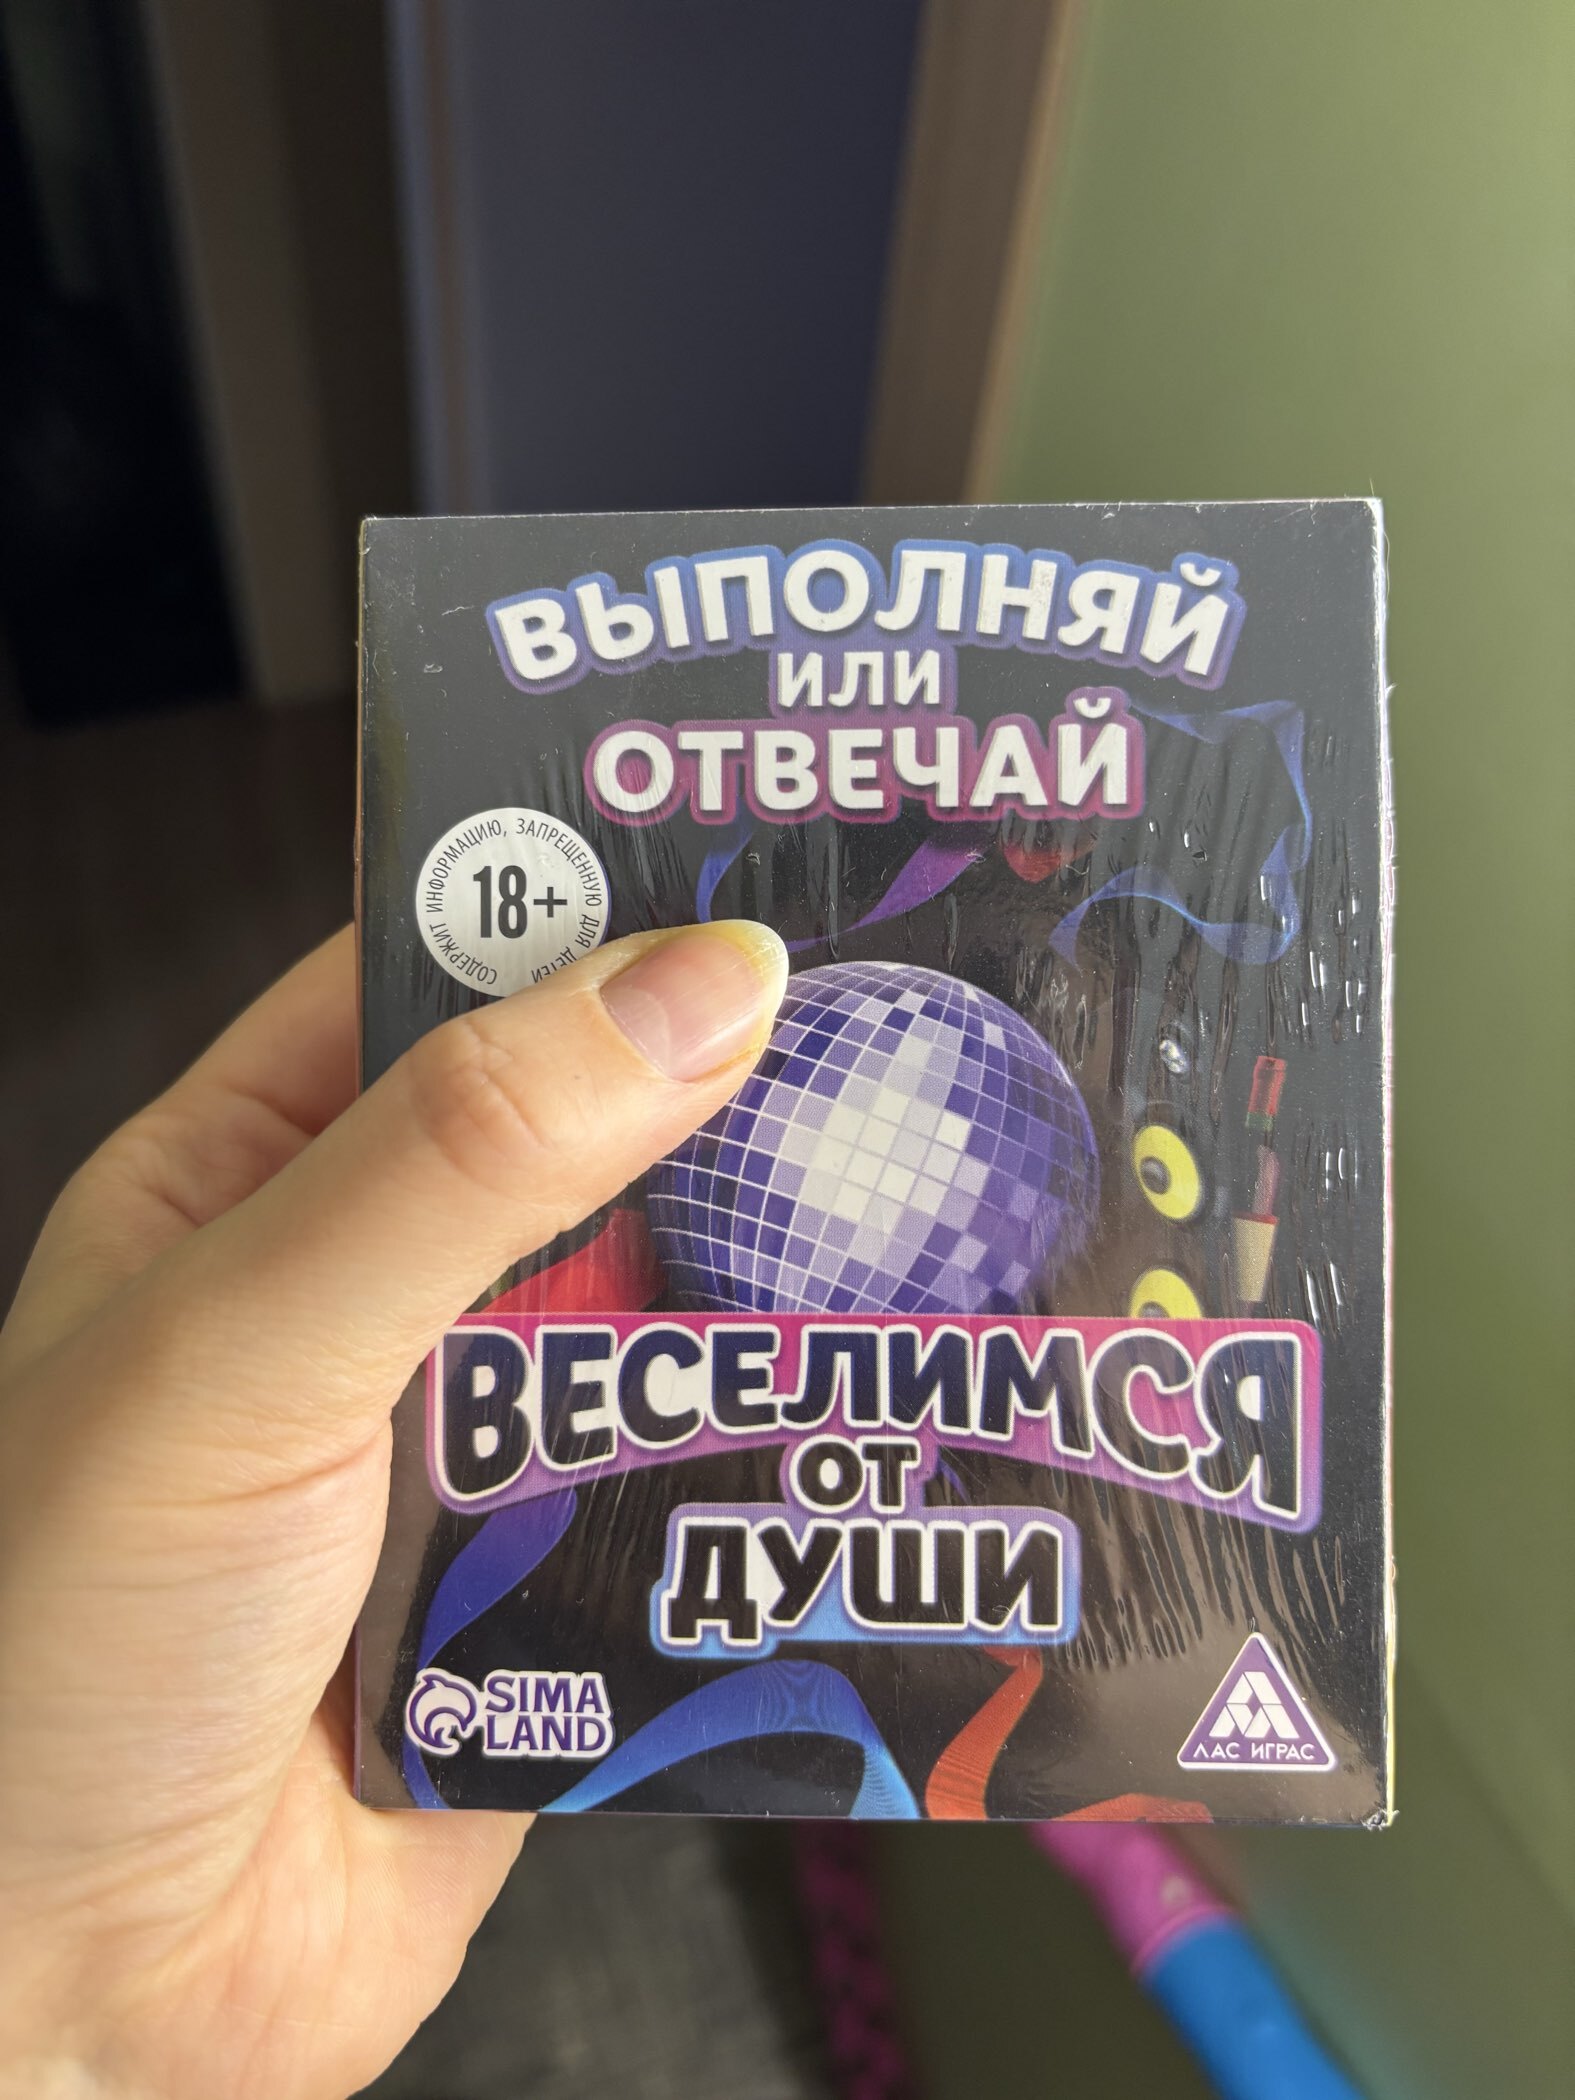 ВЫПОЛНЯЙ
ИЛИ
ОТВЕЧАЙ
СОДЕРЖИТ ИНФОРМАЦИЮ, ЗАПРЕЩЕННУЮ ДЛЯ ДЕТЕЙ
18+
ВЕСЕЛИМСЯ
ОТ
ДУШИ
SIMA
LAND
ЛАС ИГРАС